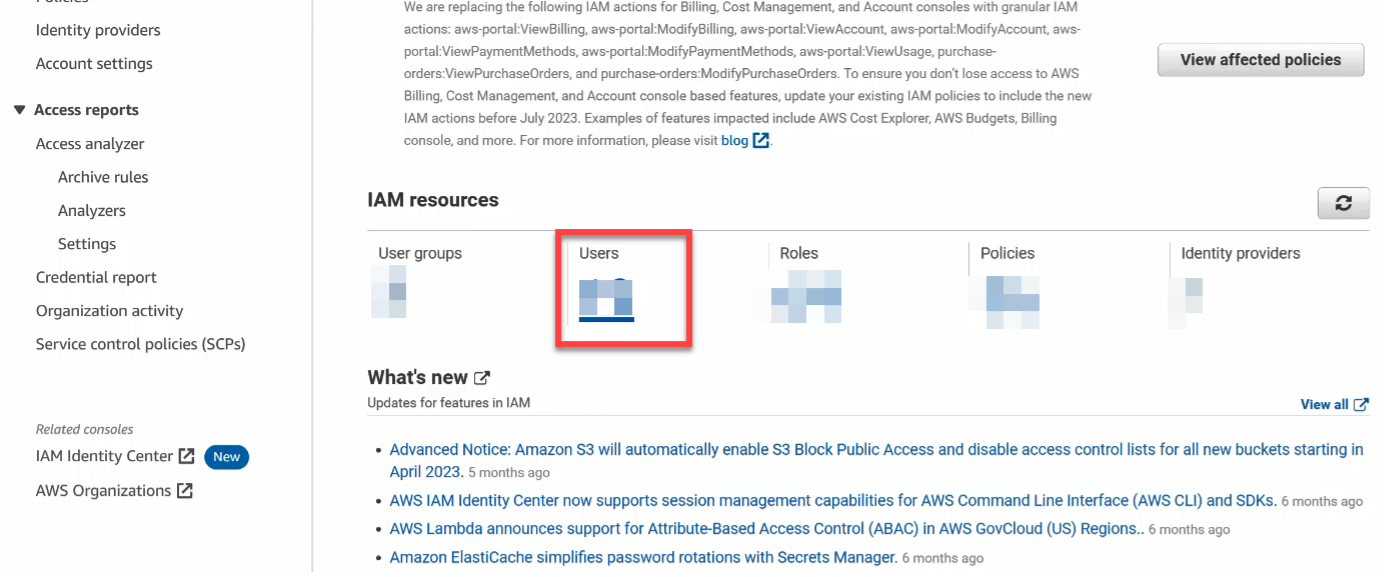 Policies
Identity providers
Account settings
Access reports
Access analyzer
Archive rules
Analyzers
Settings
Credential report
Organization activity
Service control policies (SCPs)
Related consoles
IAM Identity Center New
AWS Organizations
We are replacing the following IAM actions for Billing, Cost Management, and Account consoles with granular IAM
actions: aws-portal:ViewBilling, aws-portal:ModifyBilling, aws-portal:ViewAccount, aws-portal:ModifyAccount, aws-
portal:ViewPaymentMethods, aws-portal:ModifyPaymentMethods, aws-portal:ViewUsage, purchase-
orders:ViewPurchaseOrders, and purchase-orders:ModifyPurchaseOrders. To ensure you don't lose access to AWS
Billing, Cost Management, and Account console based features, update your existing IAM policies to include the new
IAM actions before July 2023. Examples of features impacted include AWS Cost Explorer, AWS Budgets, Billing
console, and more. For more information, please visit blog.
View affected policies
IAM resources
User groups Users Roles Policies Identity providers
What's new
Updates for features in IAM
View all
• Advanced Notice: Amazon S3 will automatically enable S3 Block Public Access and disable access control lists for all new buckets starting in
April 2023. 5 months ago
• AWS IAM Identity Center now supports session management capabilities for AWS Command Line Interface (AWS CLI) and SDKs. 6 months ago
• AWS Lambda announces support for Attribute-Based Access Control (ABAC) in AWS GovCloud (US) Regions.. 6 months ago
• Amazon ElastiCache simplifies password rotations with Secrets Manager. 6 months ago